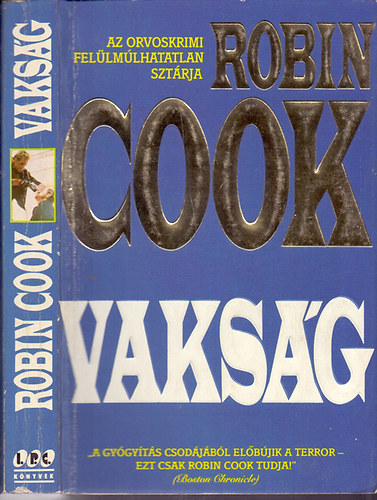 AZ ORVOSKRIMI
FELÜLMÚLHATATLAN
SZTÁRJA
ROBIN
COOK
VAKSÁG
„A GYÓGYÍTÁS CSODÁJÁBÓL ELŐBÚJIK A TERROR –
EZT CSAK ROBIN COOK TUDJA!”
(Boston Chronicle)
ROBIN COOK VAKSÁG
I.P.C.
KÖNYVEK